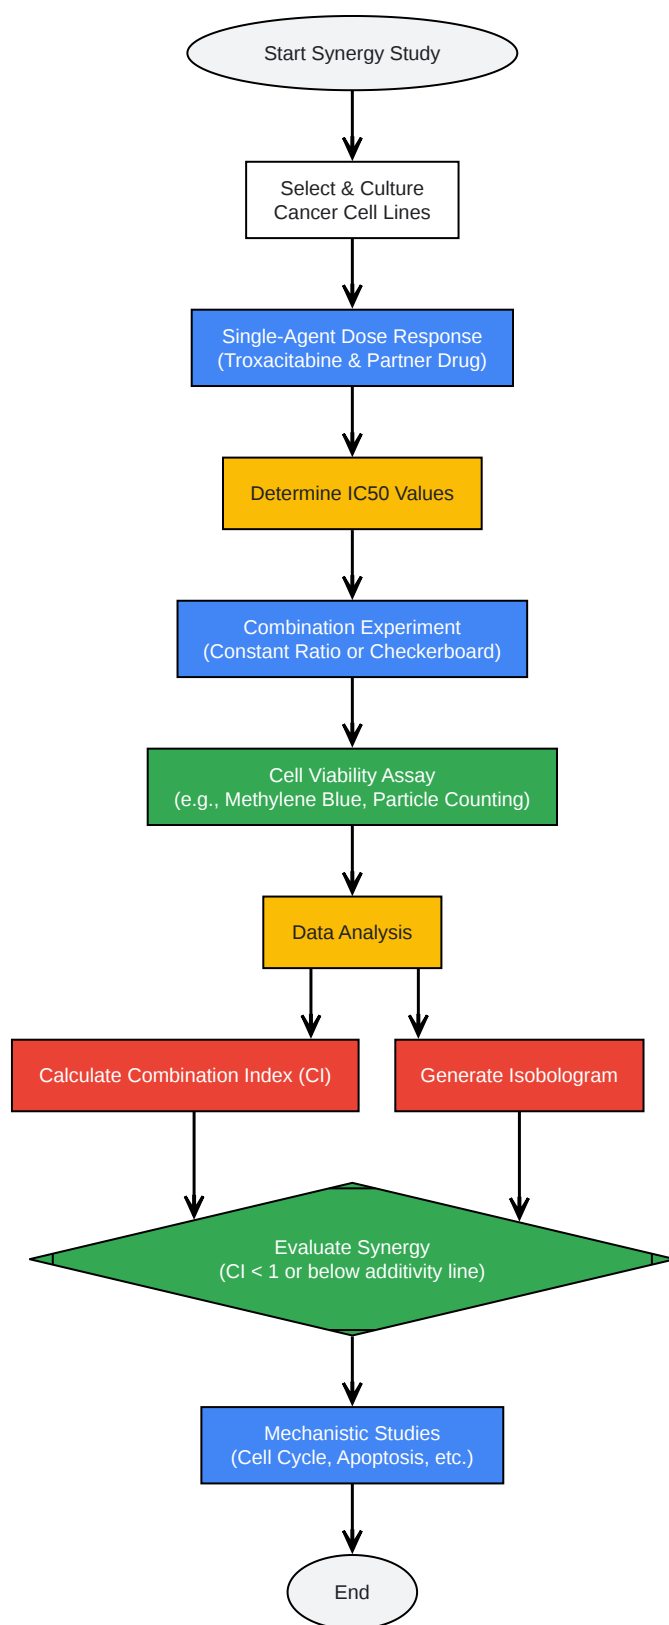 Start Synergy Study
Select & Culture
Cancer Cell Lines
Single-Agent Dose Response
(Troxacitabine & Partner Drug)
Determine IC50 Values
Combination Experiment
(Constant Ratio or Checkerboard)
Cell Viability Assay
(e.g., Methylene Blue, Particle Counting)
Data Analysis
Calculate Combination Index (CI)
Generate Isobologram
Evaluate Synergy
(CI < 1 or below additivity line)
Mechanistic Studies
(Cell Cycle, Apoptosis, etc.)
End